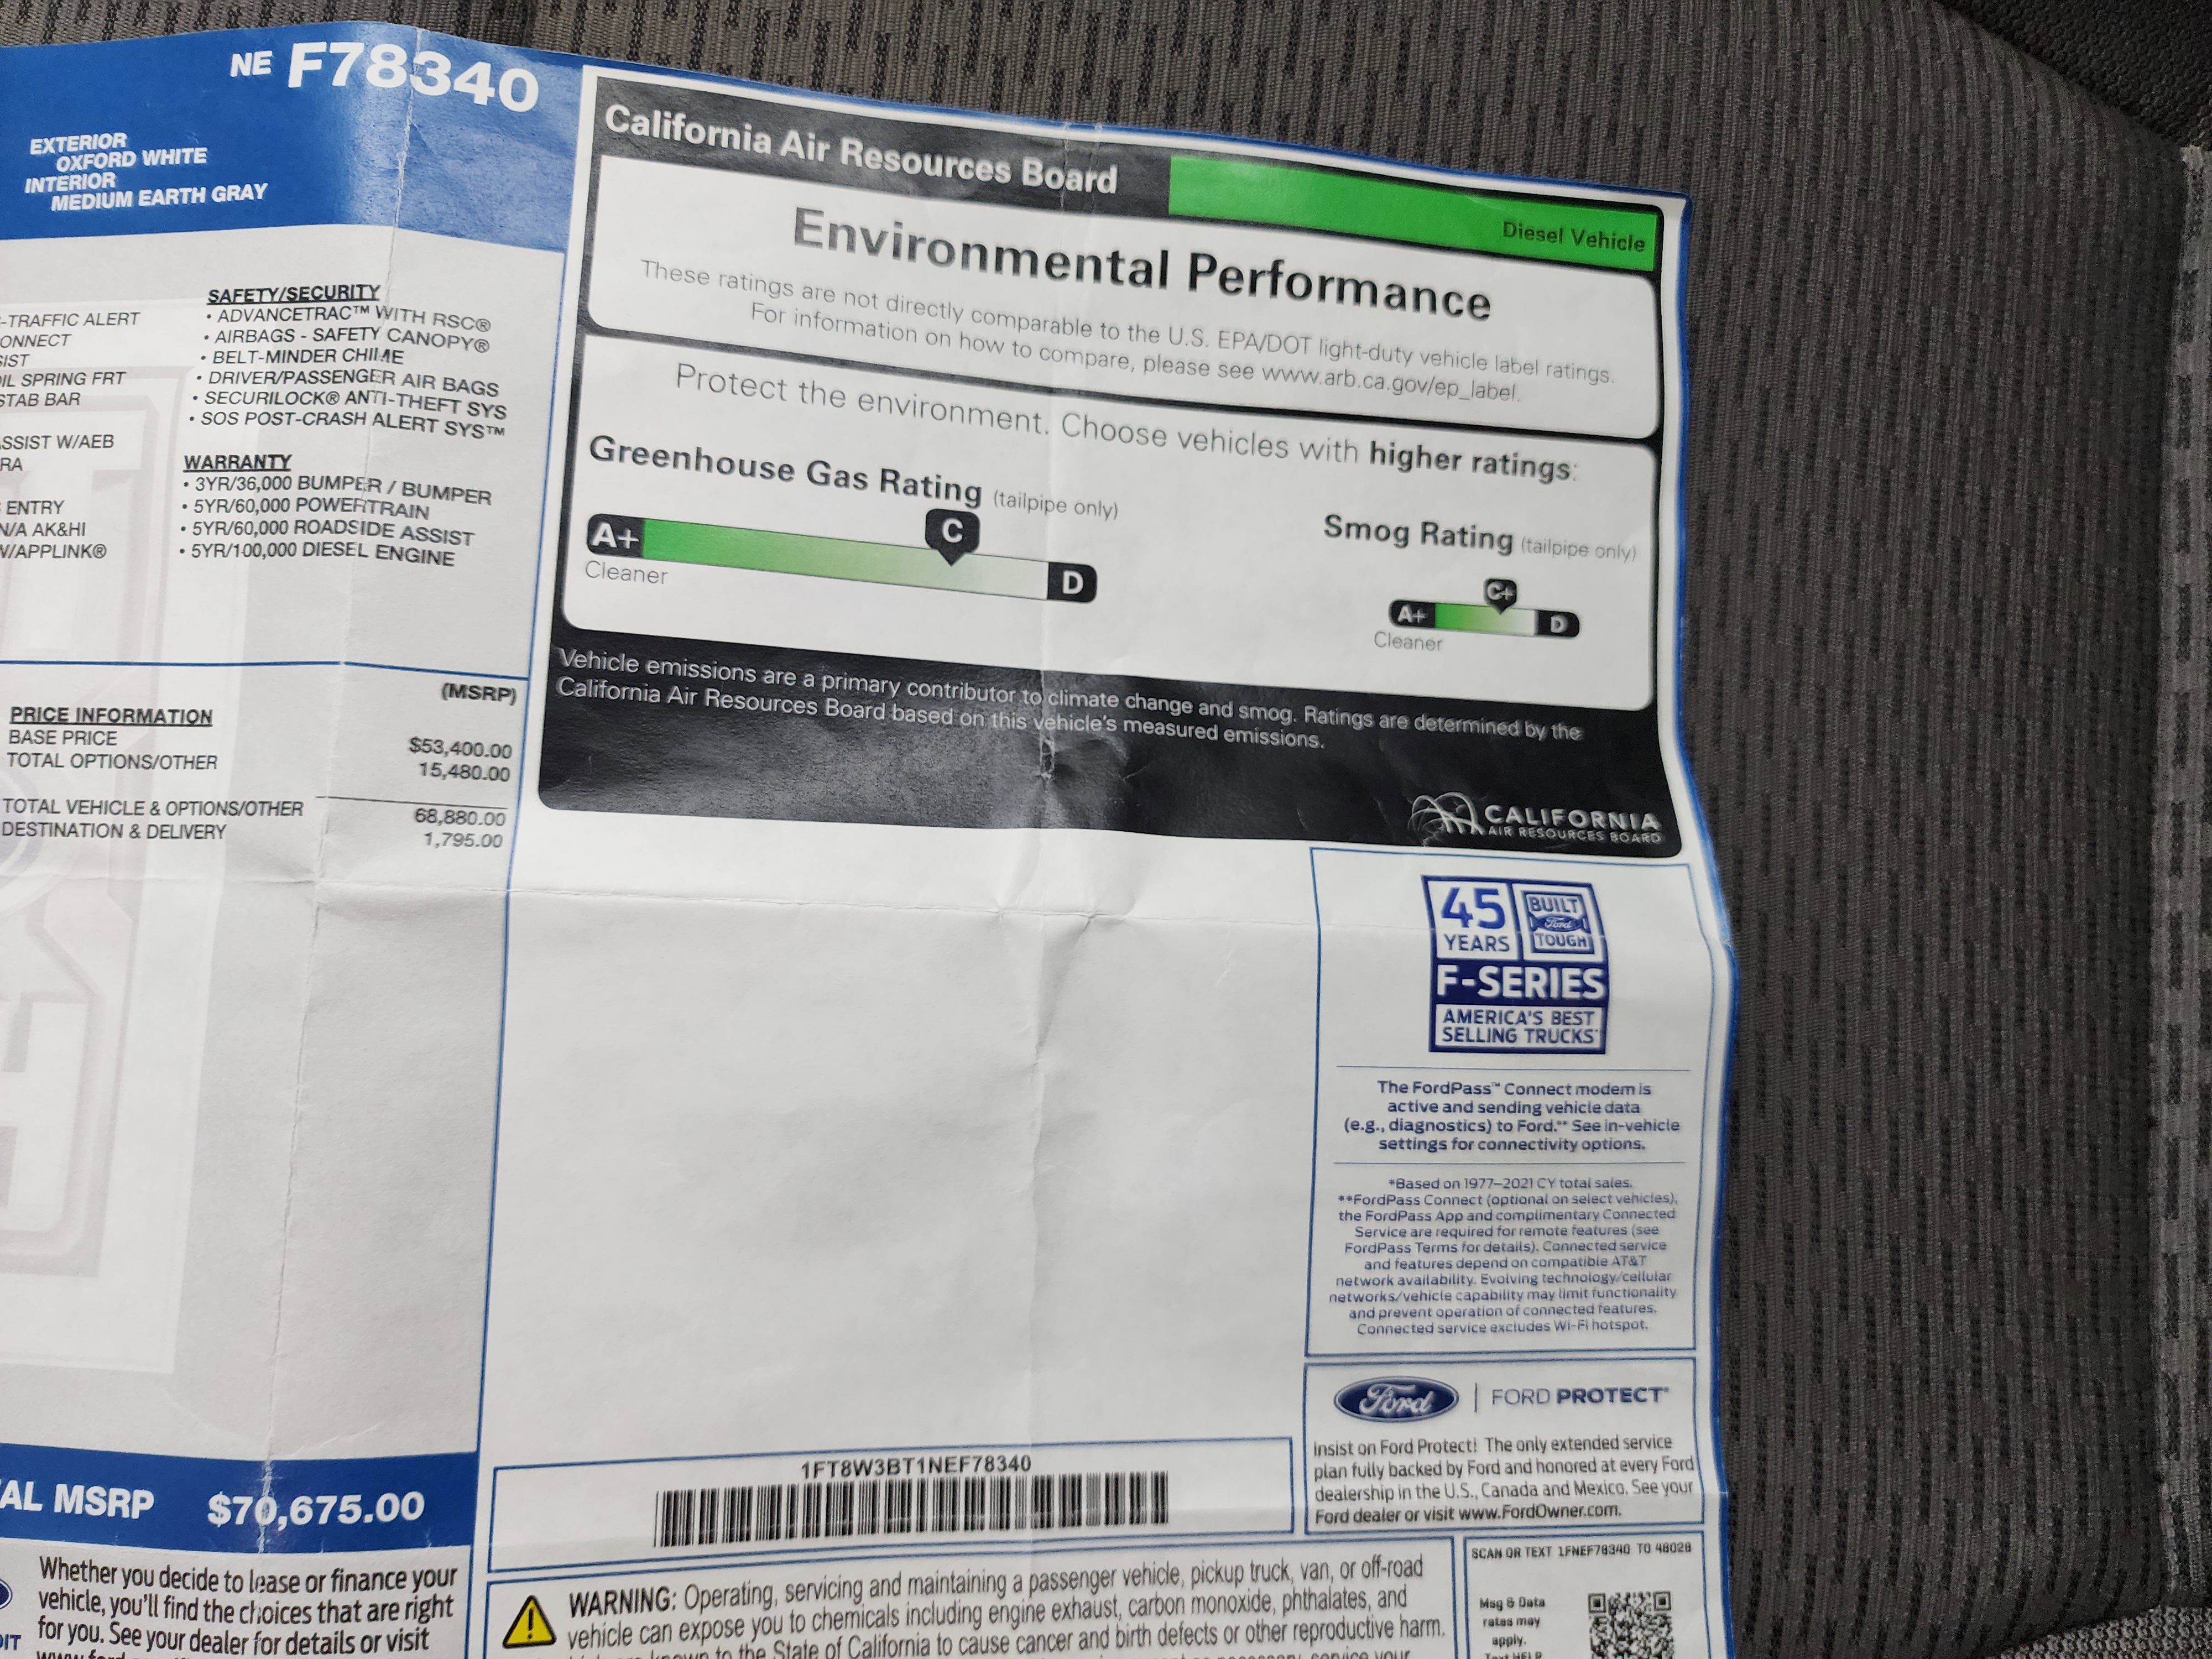 NE F78340
EXTERIOR
OXFORD WHITE
INTERIOR
MEDIUM EARTH GRAY
-TRAFFIC ALERT
ONNECT
IST
IL SPRING FRT
STAB BAR
ASSIST W/AEB
RA
ENTRY
N/A AK&HI
W/APPLINK®
SAFETY/SECURITY
• ADVANCETRAC™ WITH RSC®
• AIRBAGS - SAFETY CANOPY®
• BELT-MINDER CHIME
• DRIVER/PASSENGER AIR BAGS
• SECURILOCK® ANTI-THEFT SYS
• SOS POST-CRASH ALERT SYS™
WARRANTY
• 3YR/36,000 BUMPER / BUMPER
• 5YR/60,000 POWERTRAIN
• 5YR/60,000 ROADSIDE ASSIST
• 5YR/100,000 DIESEL ENGINE
(MSRP)
PRICE INFORMATION
BASE PRICE $53,400.00
TOTAL OPTIONS/OTHER 15,480.00
TOTAL VEHICLE & OPTIONS/OTHER 68,880.00
DESTINATION & DELIVERY 1,795.00
AL MSRP $70,675.00
Whether you decide to lease or finance your
vehicle, you'll find the choices that are right
for you. See your dealer for details or visit
California Air Resources Board
Diesel Vehicle
Environmental Performance
These ratings are not directly comparable to the U.S. EPA/DOT light-duty vehicle label ratings.
For information on how to compare, please see www.arb.ca.gov/ep_label.
Protect the environment. Choose vehicles with higher ratings:
Greenhouse Gas Rating (tailpipe only)
A+ C D
Cleaner
Smog Rating (tailpipe only)
A+ C+ D
Cleaner
Vehicle emissions are a primary contributor to climate change and smog. Ratings are determined by the
California Air Resources Board based on this vehicle's measured emissions.
CALIFORNIA
AIR RESOURCES BOARD
45 YEARS
BUILT Ford TOUGH
F-SERIES
AMERICA'S BEST
SELLING TRUCKS*
The FordPass™ Connect modem is
active and sending vehicle data
(e.g., diagnostics) to Ford.** See in-vehicle
settings for connectivity options.
*Based on 1977–2021 CY total sales.
**FordPass Connect (optional on select vehicles),
the FordPass App and complimentary Connected
Service are required for remote features (see
FordPass Terms for details). Connected service
and features depend on compatible AT&T
network availability. Evolving technology/cellular
networks/vehicle capability may limit functionality
and prevent operation of connected features.
Connected service excludes Wi-Fi hotspot.
Ford | FORD PROTECT®
Insist on Ford Protect! The only extended service
plan fully backed by Ford and honored at every Ford
dealership in the U.S., Canada and Mexico. See your
Ford dealer or visit www.FordOwner.com.
1FT8W3BT1NEF78340
WARNING: Operating, servicing and maintaining a passenger vehicle, pickup truck, van, or off-road
vehicle can expose you to chemicals including engine exhaust, carbon monoxide, phthalates, and
to the State of California to cause cancer and birth defects or other reproductive harm.
SCAN OR TEXT 1FNEF78340 TO 48028
Msg & Data
rates may
apply.
Text HELP